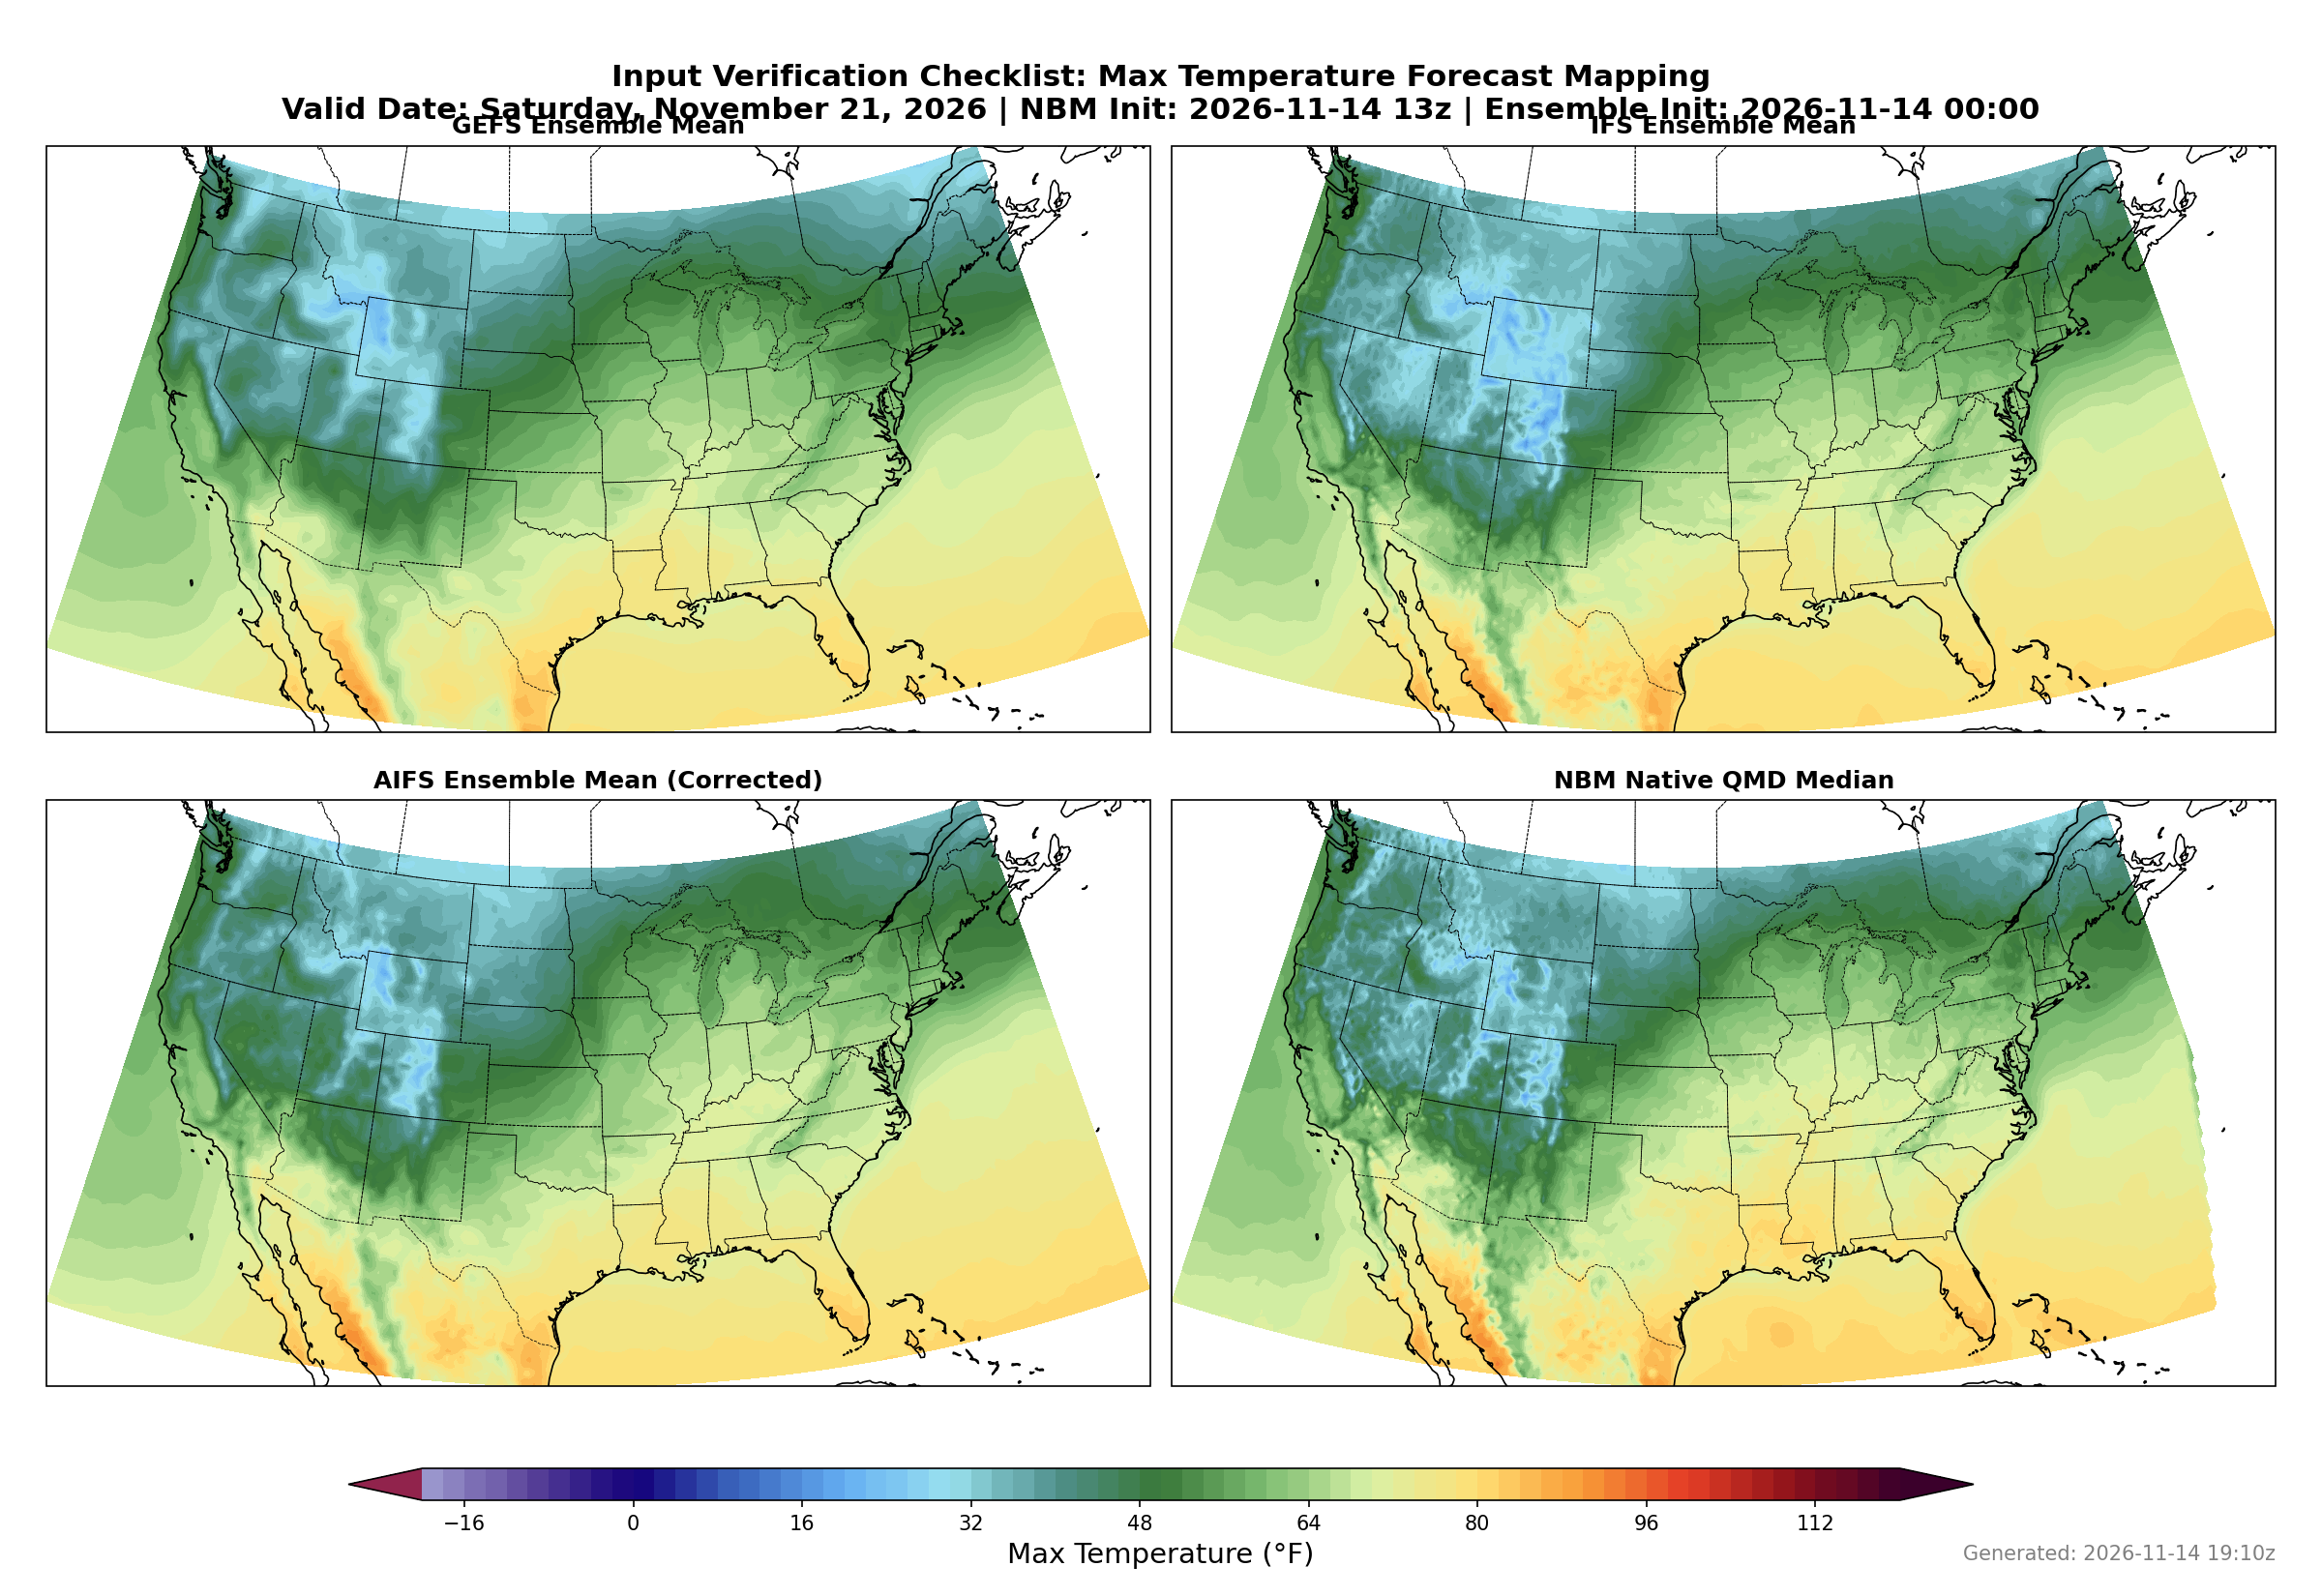 Input Verification Checklist: Max Temperature Forecast Mapping
Valid Date: Saturday, November 21, 2026 | NBM Init: 2026-11-14 13z | Ensemble Init: 2026-11-14 00:00
GEFS Ensemble Mean
IFS Ensemble Mean
AIFS Ensemble Mean (Corrected)
NBM Native QMD Median
−16 0 16 32 48 64 80 96 112
Max Temperature (°F)
Generated: 2026-11-14 19:10z